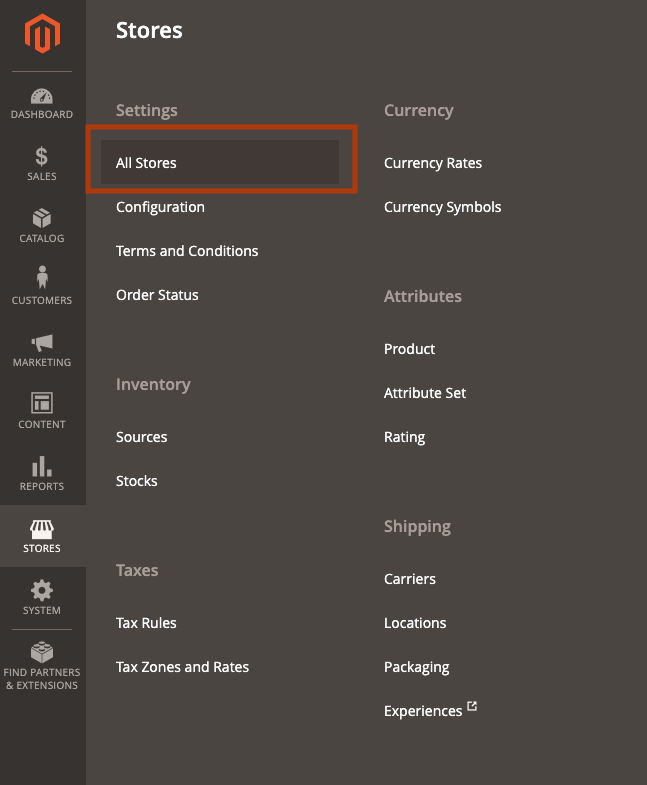 DASHBOARD
$
SALES
CATALOG
CUSTOMERS
MARKETING
CONTENT
REPORTS
STORES
SYSTEM
FIND PARTNERS
& EXTENSIONS
Stores
Settings
All Stores
Configuration
Terms and Conditions
Order Status
Inventory
Sources
Stocks
Taxes
Tax Rules
Tax Zones and Rates
Currency
Currency Rates
Currency Symbols
Attributes
Product
Attribute Set
Rating
Shipping
Carriers
Locations
Packaging
Experiences